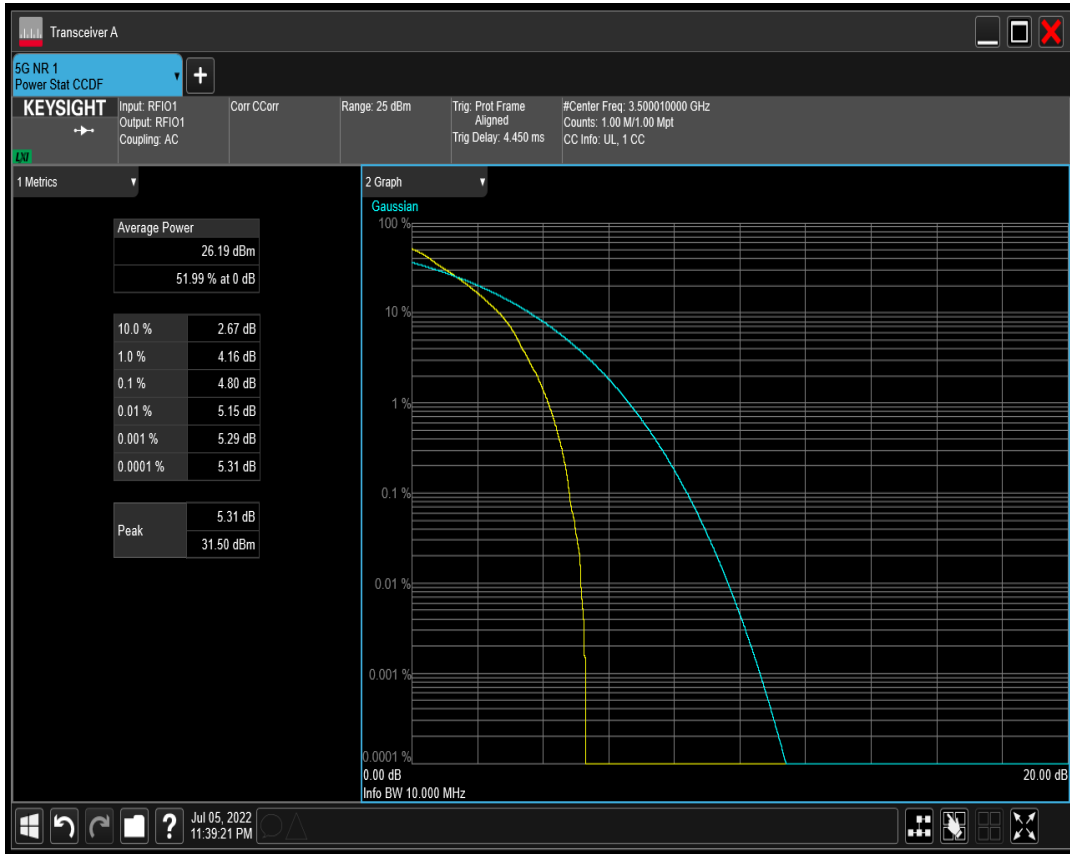 Transceiver A
5G NR 1
Power Stat CCDF
+
KEYSIGHT
LXI
Input: RFIO1
Output: RFIO1
Coupling: AC
Corr CCorr
Range: 25 dBm
Trig: Prot Frame
Aligned
Trig Delay: 4.450 ms
#Center Freq: 3.500010000 GHz
Counts: 1.00 M/1.00 Mpt
CC Info: UL, 1 CC
1 Metrics
Average Power
26.19 dBm
51.99 % at 0 dB
10.0 % 2.67 dB
1.0 % 4.16 dB
0.1 % 4.80 dB
0.01 % 5.15 dB
0.001 % 5.29 dB
0.0001 % 5.31 dB
Peak 5.31 dB
31.50 dBm
2 Graph
Gaussian
100 %
10 %
1 %
0.1 %
0.01 %
0.001 %
0.0001 %
0.00 dB 20.00 dB
Info BW 10.000 MHz
?
Jul 05, 2022
11:39:21 PM